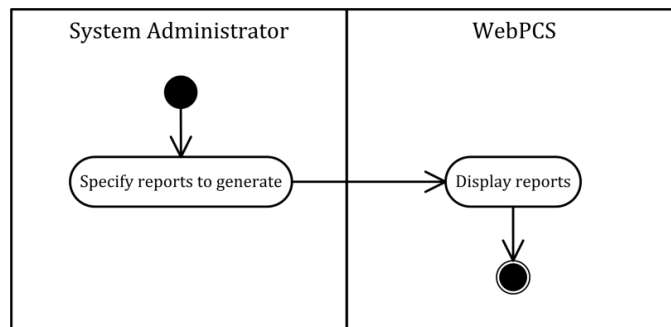 System Administrator
WebPCS
Specify reports to generate
Display reports